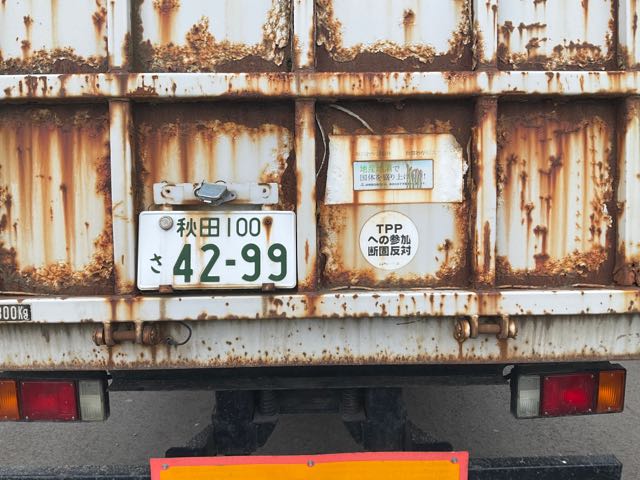 地産地消で
国体を盛り上げよう!
秋田 100
さ 42-99
TPP
への参加
断固反対
800Kg